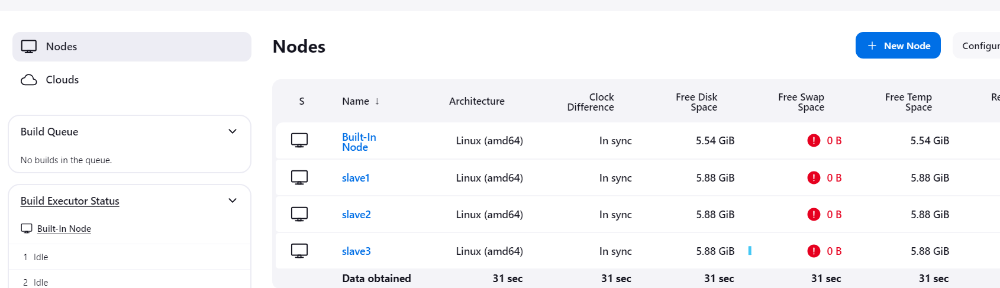 Nodes
Clouds
Build Queue
No builds in the queue.
Build Executor Status
Built-In Node
1 Idle
2 Idle
Nodes
+ New Node
Configur
S Name ↓ Architecture Clock Difference Free Disk Space Free Swap Space Free Temp Space Re
Built-In Node Linux (amd64) In sync 5.54 GiB ! 0 B 5.54 GiB
slave1 Linux (amd64) In sync 5.88 GiB ! 0 B 5.88 GiB
slave2 Linux (amd64) In sync 5.88 GiB ! 0 B 5.88 GiB
slave3 Linux (amd64) In sync 5.88 GiB ! 0 B 5.88 GiB
Data obtained 31 sec 31 sec 31 sec 31 sec 31 sec